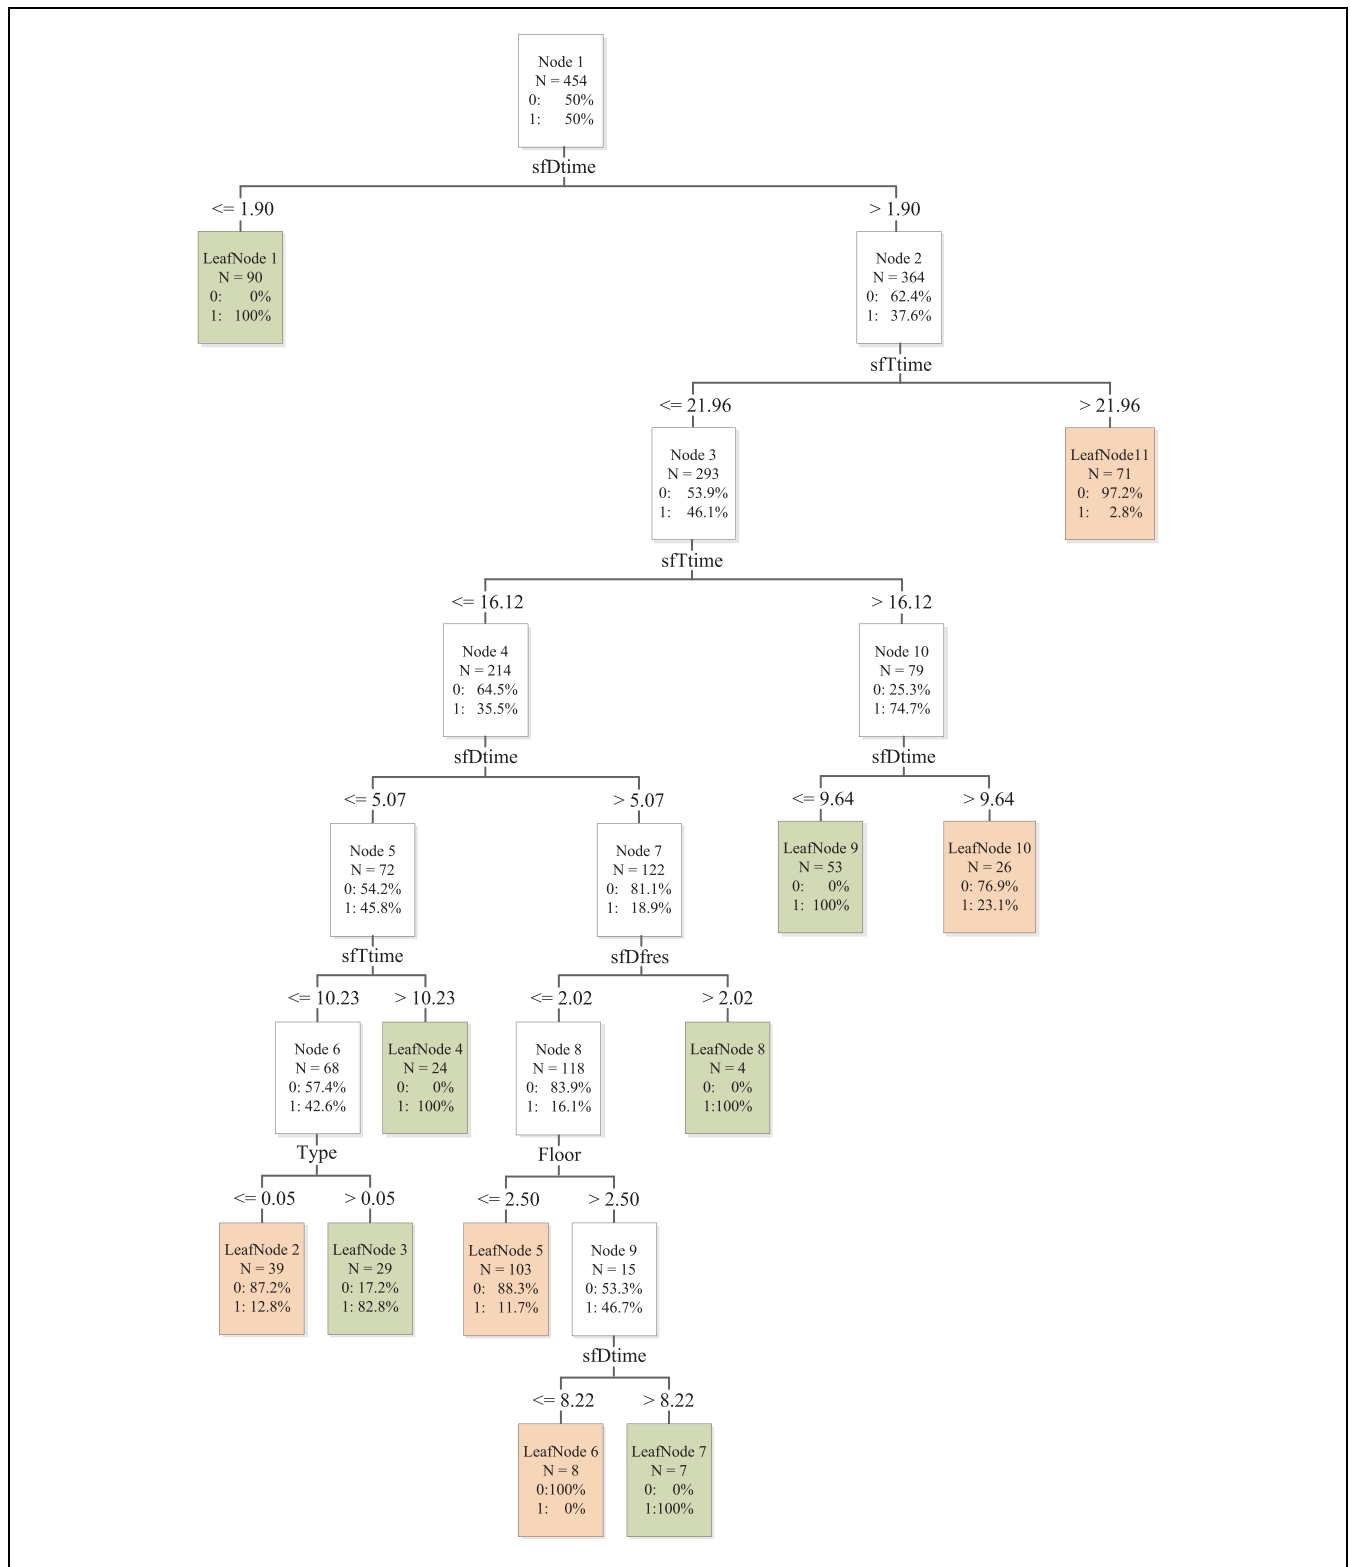 Node 1
N = 454
0: 50%
1: 50%
sfDtime
<= 1.90
> 1.90
LeafNode 1
N = 90
0: 0%
1: 100%
Node 2
N = 364
0: 62.4%
1: 37.6%
sfTtime
<= 21.96
> 21.96
Node 3
N = 293
0: 53.9%
1: 46.1%
LeafNode11
N = 71
0: 97.2%
1: 2.8%
sfTtime
<= 16.12
> 16.12
Node 4
N = 214
0: 64.5%
1: 35.5%
Node 10
N = 79
0: 25.3%
1: 74.7%
sfDtime
sfDtime
<= 5.07
> 5.07
<= 9.64
> 9.64
Node 5
N = 72
0: 54.2%
1: 45.8%
Node 7
N = 122
0: 81.1%
1: 18.9%
LeafNode 9
N = 53
0: 0%
1: 100%
LeafNode 10
N = 26
0: 76.9%
1: 23.1%
sfTtime
sfDfres
<= 10.23
> 10.23
<= 2.02
> 2.02
Node 6
N = 68
0: 57.4%
1: 42.6%
LeafNode 4
N = 24
0: 0%
1: 100%
Node 8
N = 118
0: 83.9%
1: 16.1%
LeafNode 8
N = 4
0: 0%
1:100%
Type
Floor
<= 0.05
> 0.05
<= 2.50
> 2.50
LeafNode 2
N = 39
0: 87.2%
1: 12.8%
LeafNode 3
N = 29
0: 17.2%
1: 82.8%
LeafNode 5
N = 103
0: 88.3%
1: 11.7%
Node 9
N = 15
0: 53.3%
1: 46.7%
sfDtime
<= 8.22
> 8.22
LeafNode 6
N = 8
0:100%
1: 0%
LeafNode 7
N = 7
0: 0%
1:100%